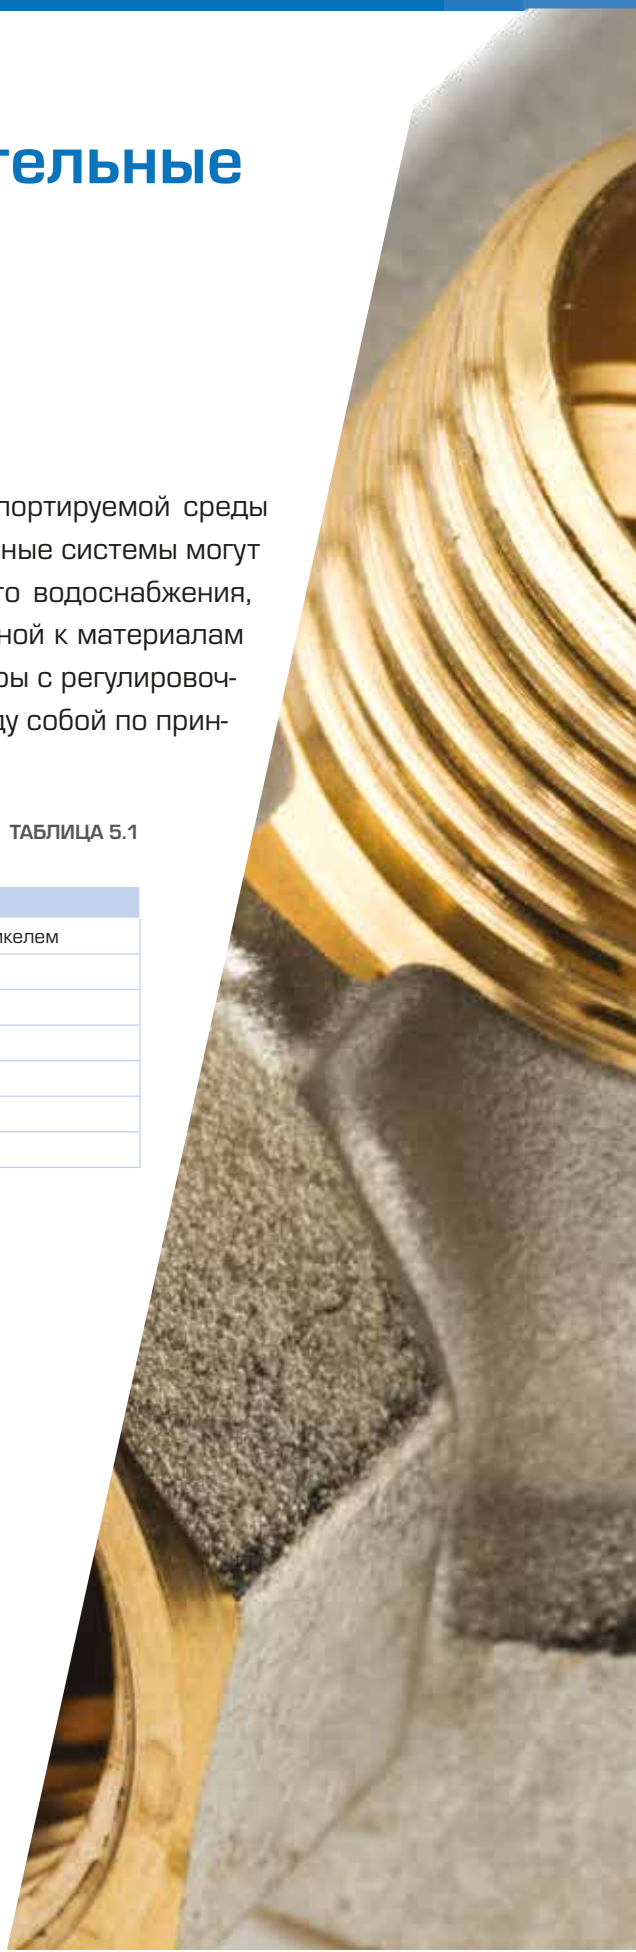 тельные
портируемой среды
ные системы могут
го водоснабжения,
ной к материалам
ры с регулировоч-
ду собой по прин-
ТАБЛИЦА 5.1
икелем